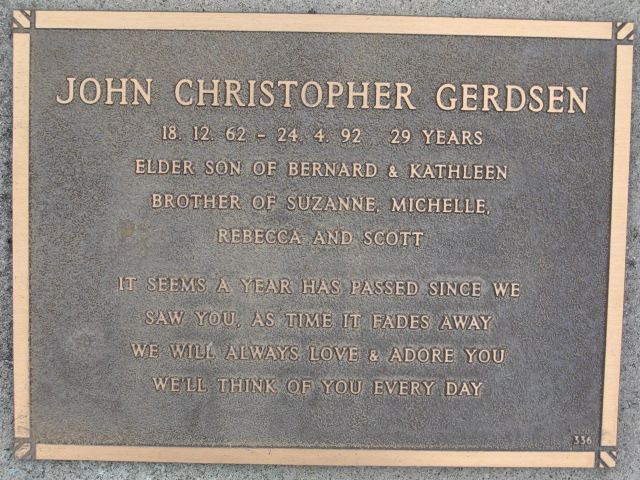 JOHN CHRISTOPHER GERDSEN
18. 12. 62 - 24. 4. 92 29 YEARS
ELDER SON OF BERNARD & KATHLEEN
BROTHER OF SUZANNE, MICHELLE,
REBECCA AND SCOTT
IT SEEMS A YEAR HAS PASSED SINCE WE
SAW YOU, AS TIME IT FADES AWAY
WE WILL ALWAYS LOVE & ADORE YOU
WE'LL THINK OF YOU EVERY DAY
336